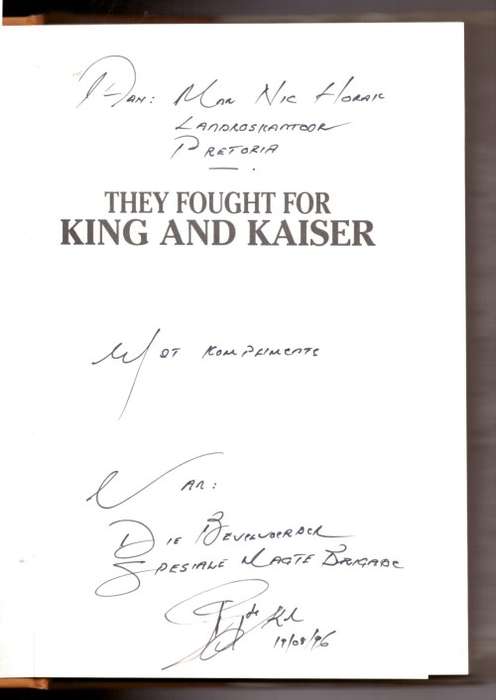 Aan: Mnr Nic Horak
Landroskantoor
Pretoria
THEY FOUGHT FOR
KING AND KAISER
Met Komplimente
Van:
Die Bevelvoerder
Spesiale Magte Brigade
19/08/96